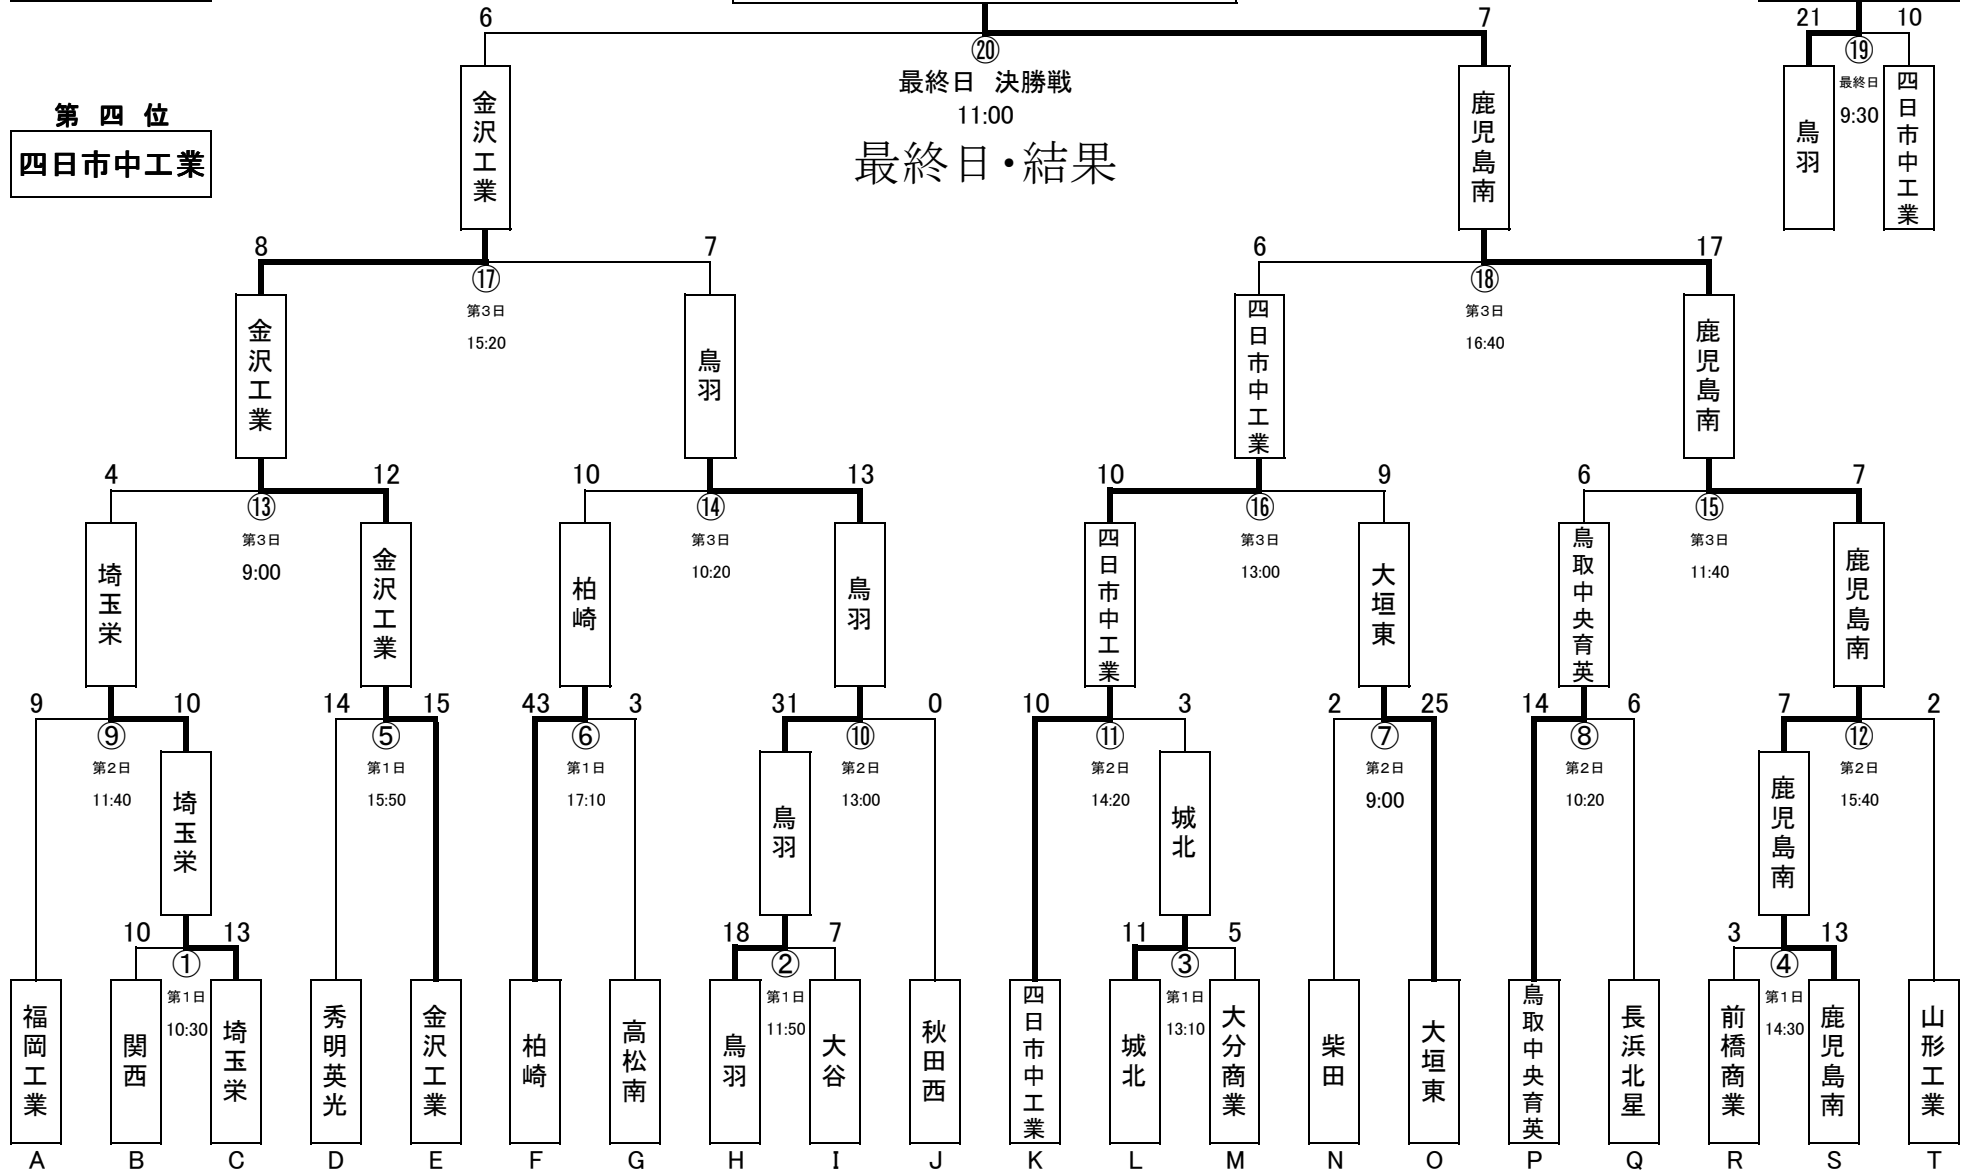 6
7
21
10
⑳
⑲
最終日 決勝戦
11:00
最終日・結果
金沢工業
鹿児島南
鳥羽
最終日
9:30
四日市中工業
第四位
四日市中工業
8
7
6
17
⑰
第3日
15:20
⑱
第3日
16:40
金沢工業
鳥羽
四日市中工業
鹿児島南
4
12
10
13
10
9
6
7
⑬
第3日
9:00
⑭
第3日
10:20
⑯
第3日
13:00
⑮
第3日
11:40
埼玉栄
金沢工業
柏崎
鳥羽
四日市中工業
大垣東
鳥取中央育英
鹿児島南
9
10
14
15
43
3
31
0
10
3
2
25
14
6
7
2
⑨
第2日
11:40
⑤
第1日
15:50
⑥
第1日
17:10
⑩
第2日
13:00
⑪
第2日
14:20
⑦
第2日
9:00
⑧
第2日
10:20
⑫
第2日
15:40
埼玉栄
鳥羽
城北
鹿児島南
10
13
18
7
11
5
3
13
①
第1日
10:30
②
第1日
11:50
③
第1日
13:10
④
第1日
14:30
福岡工業
関西
埼玉栄
秀明英光
金沢工業
柏崎
高松南
鳥羽
大谷
秋田西
四日市中工業
城北
大分商業
柴田
大垣東
鳥取中央育英
長浜北星
前橋商業
鹿児島南
山形工業
A B C D E F G H I J K L M N O P Q R S T